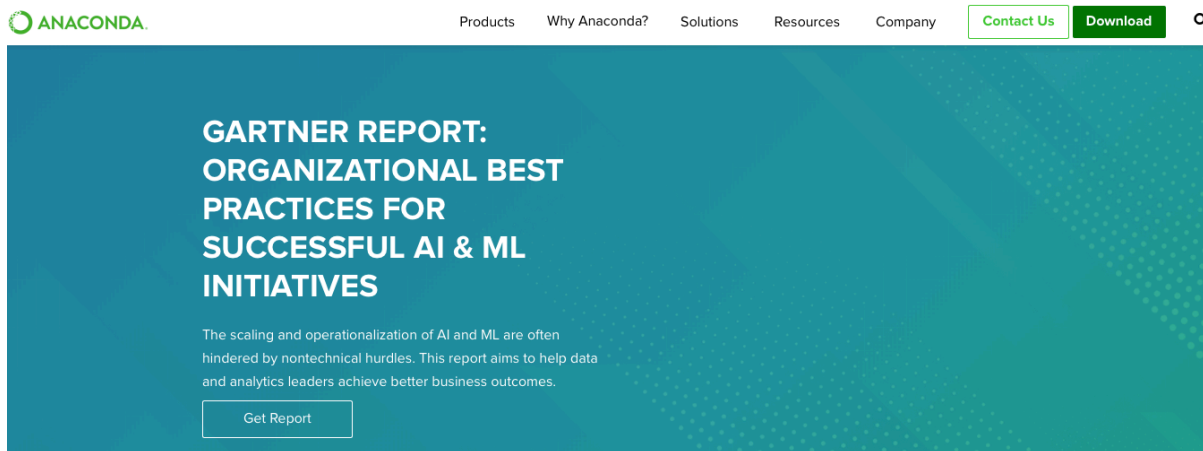 ANACONDA.
Products Why Anaconda? Solutions Resources Company Contact Us Download
GARTNER REPORT:
ORGANIZATIONAL BEST
PRACTICES FOR
SUCCESSFUL AI & ML
INITIATIVES
The scaling and operationalization of AI and ML are often
hindered by nontechnical hurdles. This report aims to help data
and analytics leaders achieve better business outcomes.
Get Report